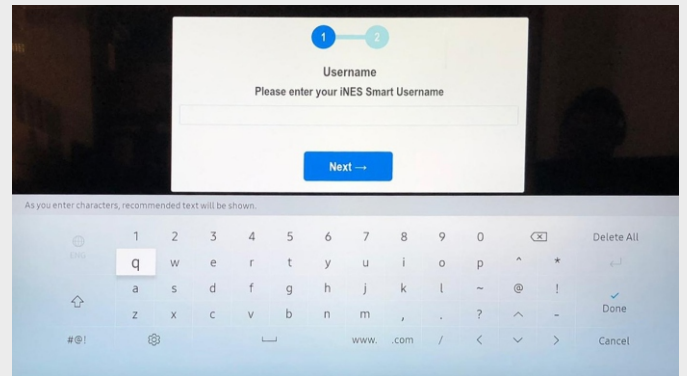 1 2
Username
Please enter your iNES Smart Username
Next →
As you enter characters, recommended text will be shown.
1 2 3 4 5 6 7 8 9 0 Delete All
q w e r t y u i o p ^ *
a s d f g h j k l ~ @ !
Done
z x c v b n m , . ? ^ -
#@! www. .com / < > Cancel